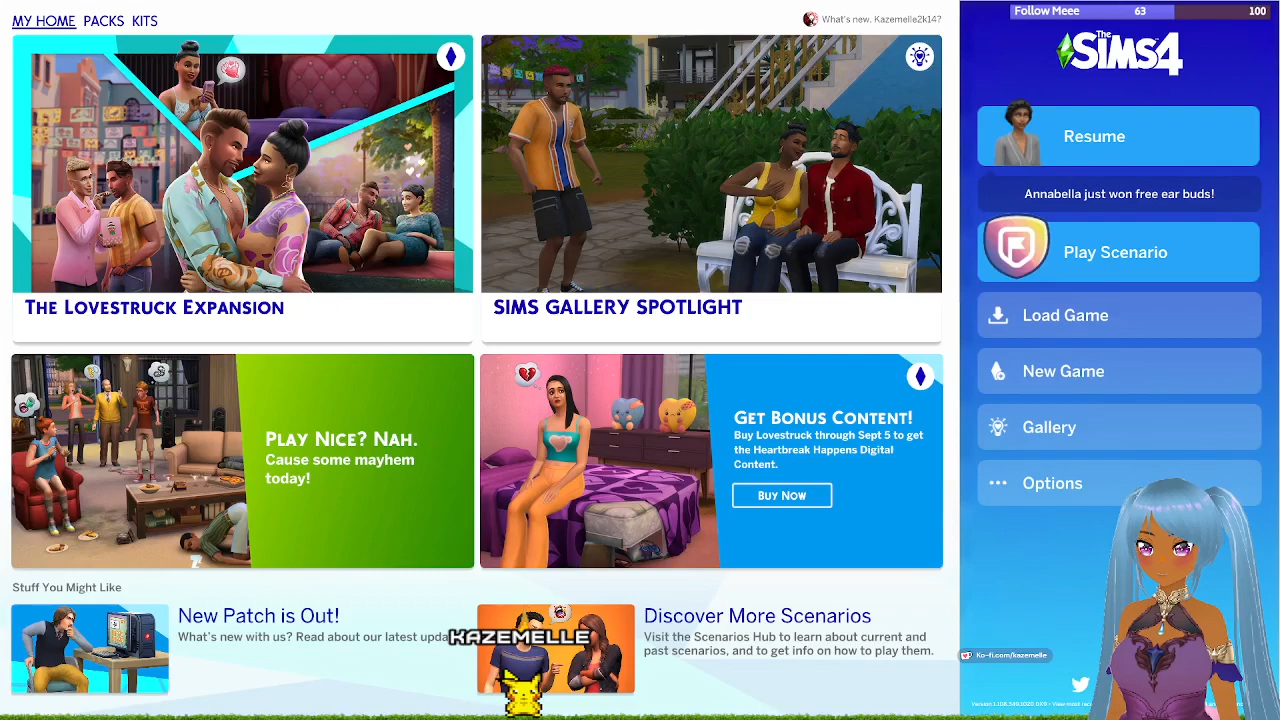 MY HOME PACKS KITS
What's new, Kazemelle2k14?
THE LOVESTRUCK EXPANSION
SIMS GALLERY SPOTLIGHT
PLAY NICE? NAH.
Cause some mayhem
today!
GET BONUS CONTENT!
Buy Lovestruck through Sept 5 to get
the Heartbreak Happens Digital
Content.
BUY NOW
Stuff You Might Like
New Patch is Out!
What's new with us? Read about our latest
KAZEMELLE
Discover More Scenarios
Visit the Scenarios Hub to learn about current and
past scenarios, and to get info on how to play them.
Follow Meee 63 100
The SiMS4
Resume
Annabella just won free ear buds!
Play Scenario
Load Game
New Game
Gallery
Options
Ko-fi.com/kazemelle